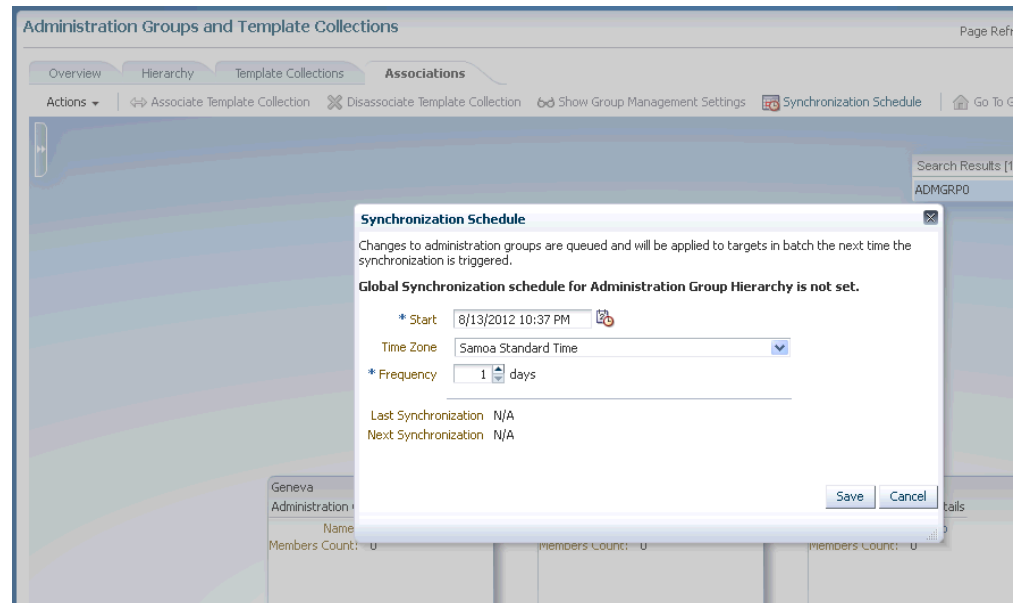 Administration Groups and Template Collections
Page Refr
Overview Hierarchy Template Collections Associations
Actions Associate Template Collection Disassociate Template Collection Show Group Management Settings Synchronization Schedule Go To G
Search Results [1
ADMGRP0
Synchronization Schedule
Changes to administration groups are queued and will be applied to targets in batch the next time the
synchronization is triggered.
Global Synchronization schedule for Administration Group Hierarchy is not set.
* Start 8/13/2012 10:37 PM
Time Zone Samoa Standard Time
* Frequency 1 days
Last Synchronization N/A
Next Synchronization N/A
Save Cancel
Geneva
Administration
tails
Name
Members Count: 0 Members Count: 0 Members Count: 0